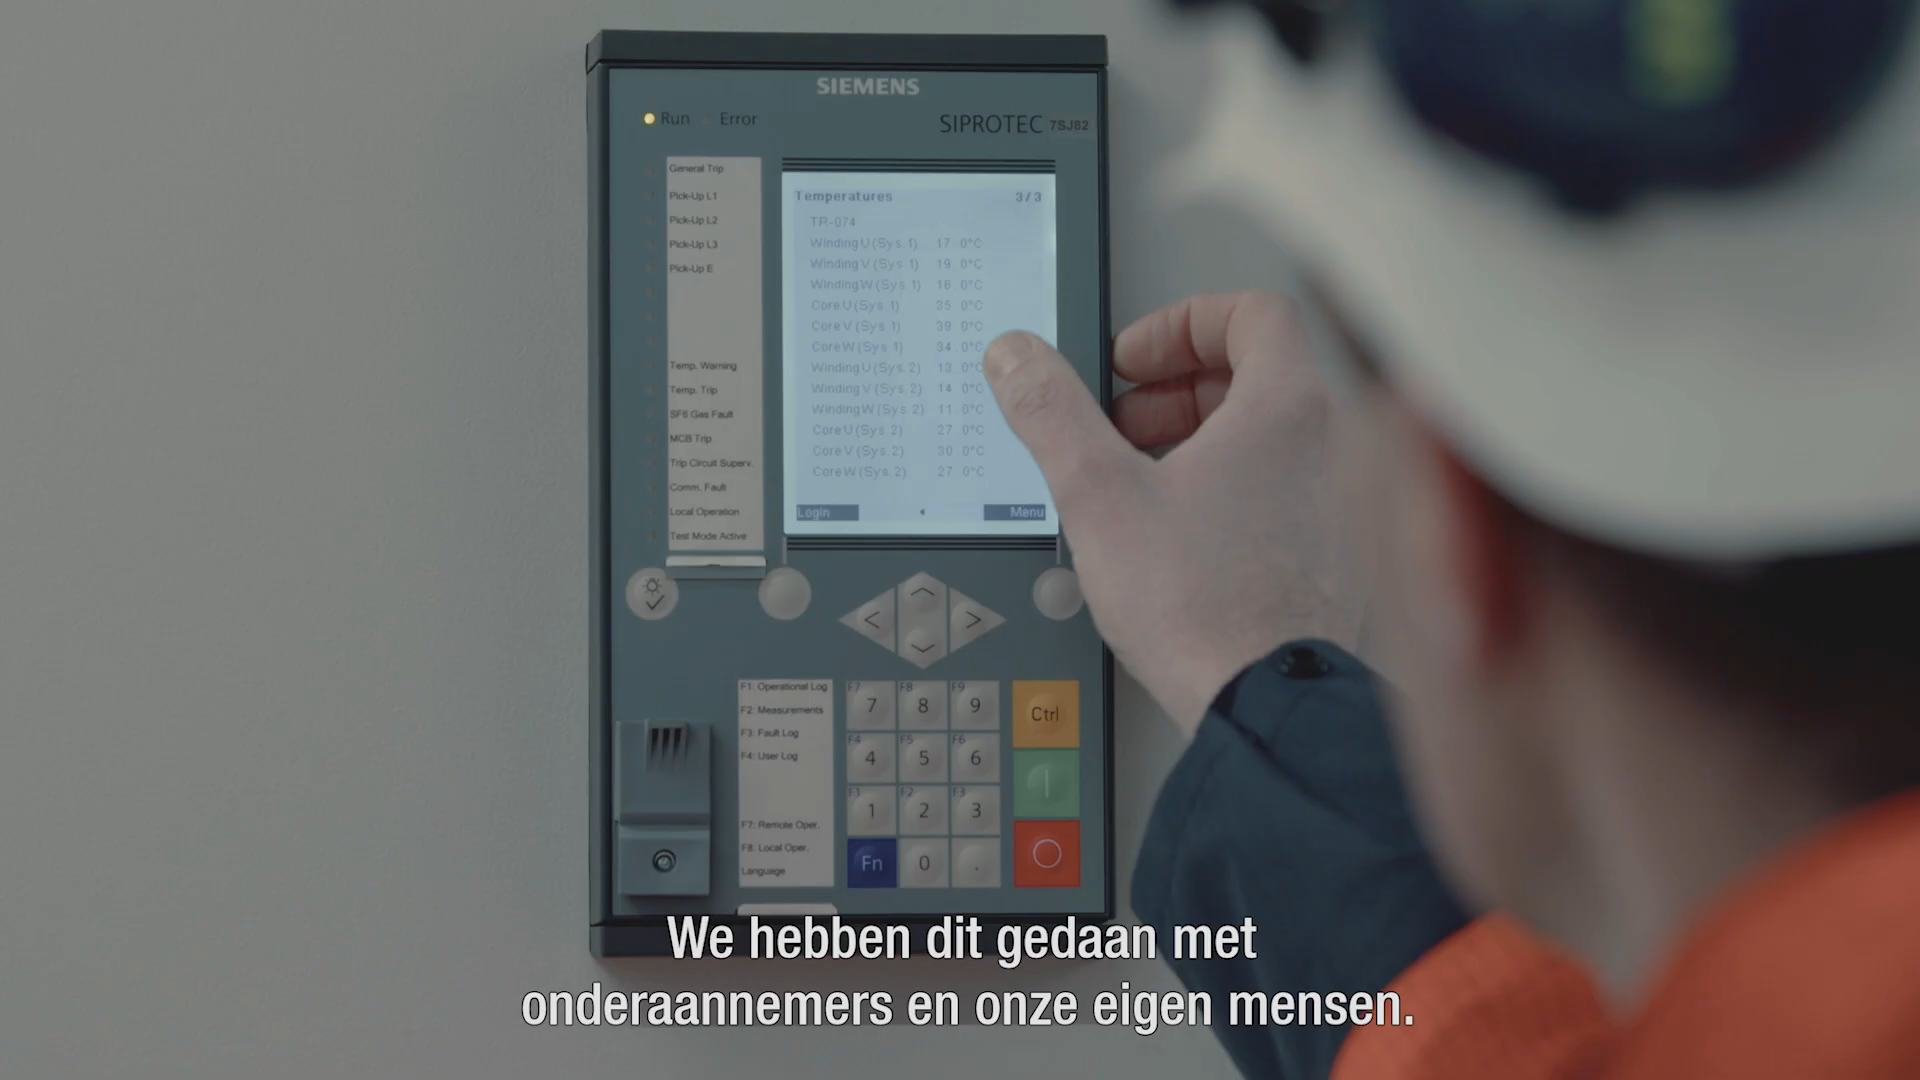 SIEMENS
Run Error
SIPROTEC 7SJ82
General Trip
Pick-Up L1
Pick-Up L2
Pick-Up L3
Pick-Up E
Temp. Warning
Temp. Trip
SF6 Gas Fault
MCB Trip
Trip Circuit Superv.
Comm. Fault
Local Operation
Test Mode Active
Temperatures 3/3
TR-074
Winding U (Sys. 1) 17.0°C
Winding V (Sys. 1) 19.0°C
Winding W (Sys. 1) 16.0°C
Core U (Sys. 1) 35.0°C
Core V (Sys. 1) 39.0°C
Core W (Sys. 1) 34.0°C
Winding U (Sys. 2) 13.0°C
Winding V (Sys. 2) 14.0°C
Winding W (Sys. 2) 11.0°C
Core U (Sys. 2) 27.0°C
Core V (Sys. 2) 30.0°C
Core W (Sys. 2) 27.0°C
Login Menu
F1: Operational Log
F2: Measurements
F3: Fault Log
F4: User Log
F7: Remote Oper.
F8: Local Oper.
Language
F7 7 F8 8 F9 9 Ctrl
F4 4 F5 5 F6 6
F1 1 F2 2 F3 3
Fn 0 .
We hebben dit gedaan met
onderaannemers en onze eigen mensen.